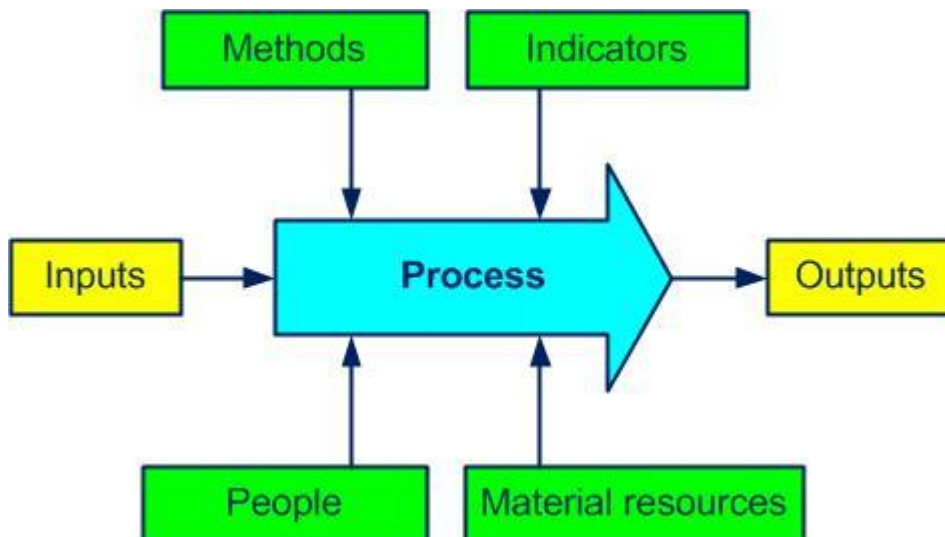 Methods
Indicators
Inputs
Process
Outputs
People
Material resources